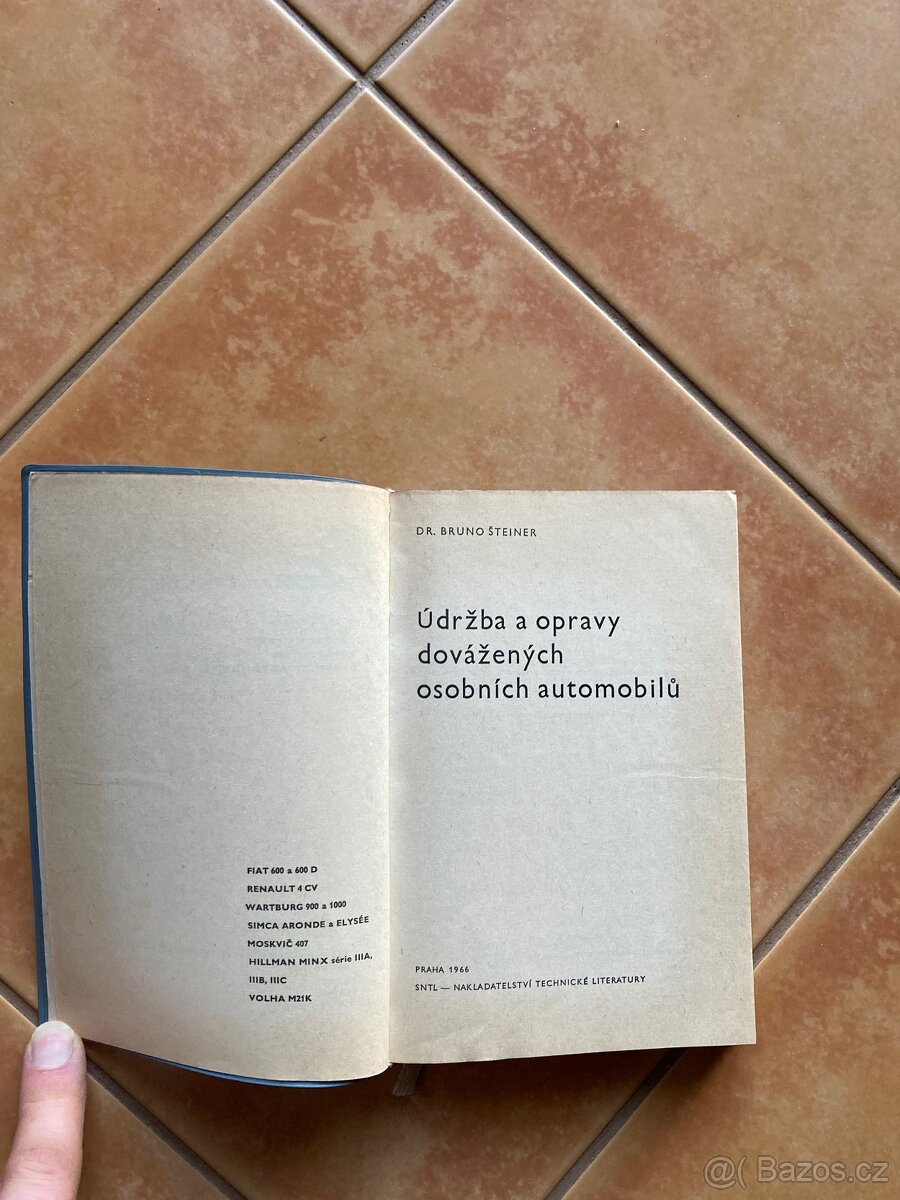 FIAT 600 a 600 D
RENAULT 4 CV
WARTBURG 900 a 1000
SIMCA ARONDE a ELYSÉE
MOSKVIČ 407
HILLMAN MINX série IIIA,
IIIB, IIIC
VOLHA M21K
DR. BRUNO ŠTEINER
Údržba a opravy
dovážených
osobních automobilů
PRAHA 1966
SNTL — NAKLADATELSTVÍ TECHNICKÉ LITERATURY
@( Bazos.cz